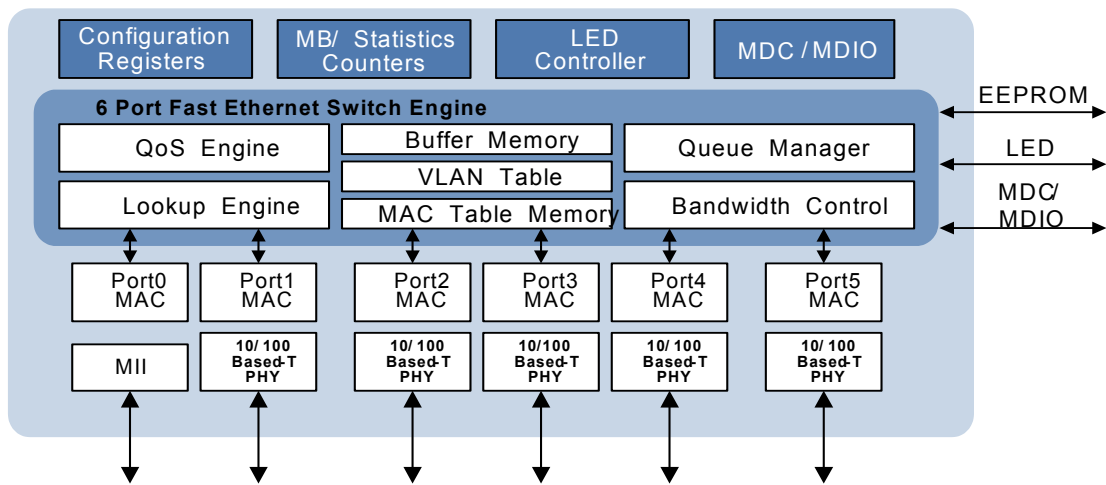 Configuration
Registers
MB/ Statistics
Counters
LED
Controller
MDC / MDIO
6 Port Fast Ethernet Switch Engine
QoS Engine
Buffer Memory
Queue Manager
VLAN Table
Lookup Engine
MAC Table Memory
Bandwidth Control
EEPROM
LED
MDC/
MDIO
Port0
MAC
Port1
MAC
Port2
MAC
Port3
MAC
Port4
MAC
Port5
MAC
MII
10/100
Based-T
PHY
10/100
Based-T
PHY
10/100
Based-T
PHY
10/100
Based-T
PHY
10/100
Based-T
PHY